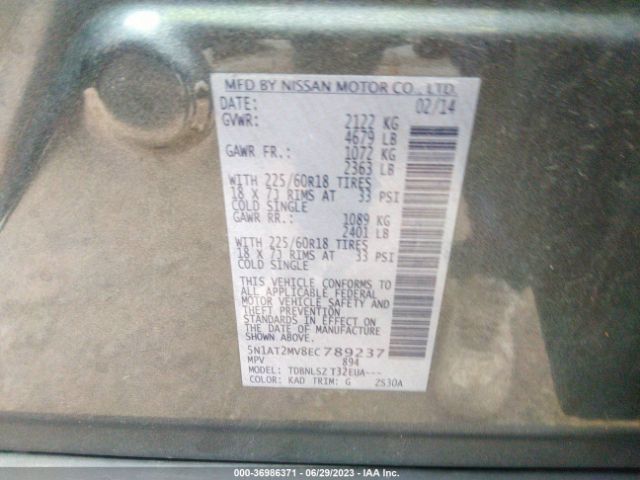 MFD BY NISSAN MOTOR CO., LTD.
DATE: 02/14
GVWR: 2122 KG
4679 LB
GAWR FR.: 1072 KG
2363 LB
WITH 225/60R18 TIRES
18 X 7J RIMS AT 33 PSI
COLD SINGLE
GAWR RR.: 1089 KG
2401 LB
WITH 225/60R18 TIRES
18 X 7J RIMS AT 33 PSI
COLD SINGLE
THIS VEHICLE CONFORMS TO
ALL APPLICABLE FEDERAL
MOTOR VEHICLE SAFETY AND
THEFT PREVENTION
STANDARDS IN EFFECT ON
THE DATE OF MANUFACTURE
SHOWN ABOVE.
5N1AT2MV8EC789237
MPV 894
MODEL: TDBNLSZ T32EUA---
COLOR: KAD TRIM: G ZS30A
000-36986371 - 06/29/2023 - IAA Inc.